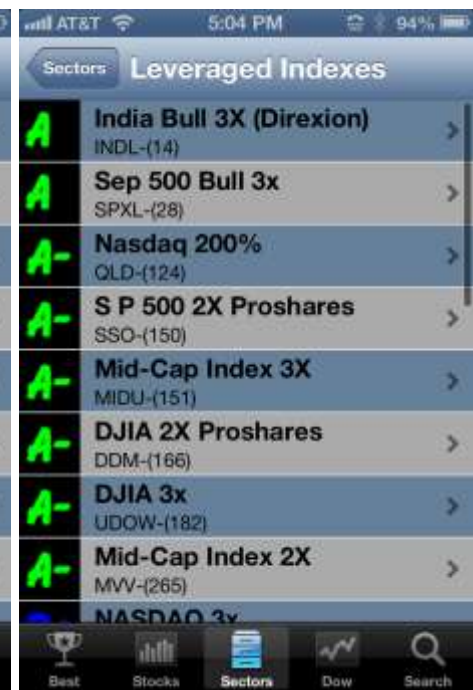 AT&T 5:04 PM 94%
Sectors Leveraged Indexes
A India Bull 3X (Direxion)
INDL-(14)
A Sep 500 Bull 3x
SPXL-(28)
A- Nasdaq 200%
QLD-(124)
A- S P 500 2X Proshares
SSO-(150)
A- Mid-Cap Index 3X
MIDU-(151)
A- DJIA 2X Proshares
DDM-(166)
A- DJIA 3x
UDOW-(182)
A- Mid-Cap Index 2X
MVV-(265)
NASDAQ 3x
Best Stocks Sectors Dow Search